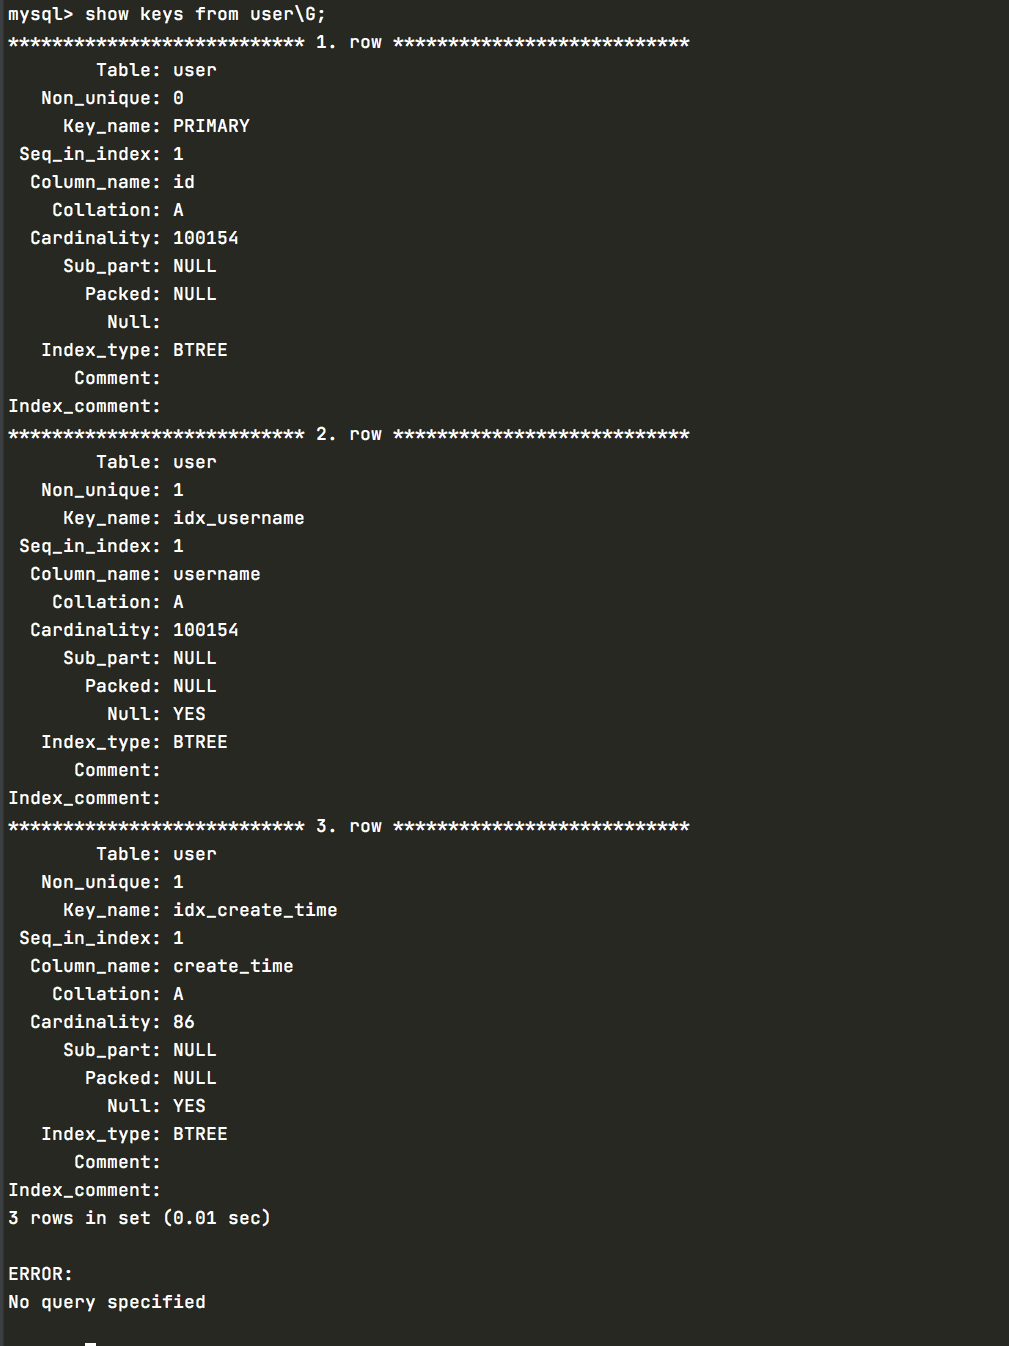 mysql> show keys from user\G;
*************************** 1. row ***************************
        Table: user
   Non_unique: 0
     Key_name: PRIMARY
 Seq_in_index: 1
  Column_name: id
    Collation: A
  Cardinality: 100154
     Sub_part: NULL
       Packed: NULL
         Null:
   Index_type: BTREE
      Comment:
Index_comment:
*************************** 2. row ***************************
        Table: user
   Non_unique: 1
     Key_name: idx_username
 Seq_in_index: 1
  Column_name: username
    Collation: A
  Cardinality: 100154
     Sub_part: NULL
       Packed: NULL
         Null: YES
   Index_type: BTREE
      Comment:
Index_comment:
*************************** 3. row ***************************
        Table: user
   Non_unique: 1
     Key_name: idx_create_time
 Seq_in_index: 1
  Column_name: create_time
    Collation: A
  Cardinality: 86
     Sub_part: NULL
       Packed: NULL
         Null: YES
   Index_type: BTREE
      Comment:
Index_comment:
3 rows in set (0.01 sec)
ERROR:
No query specified